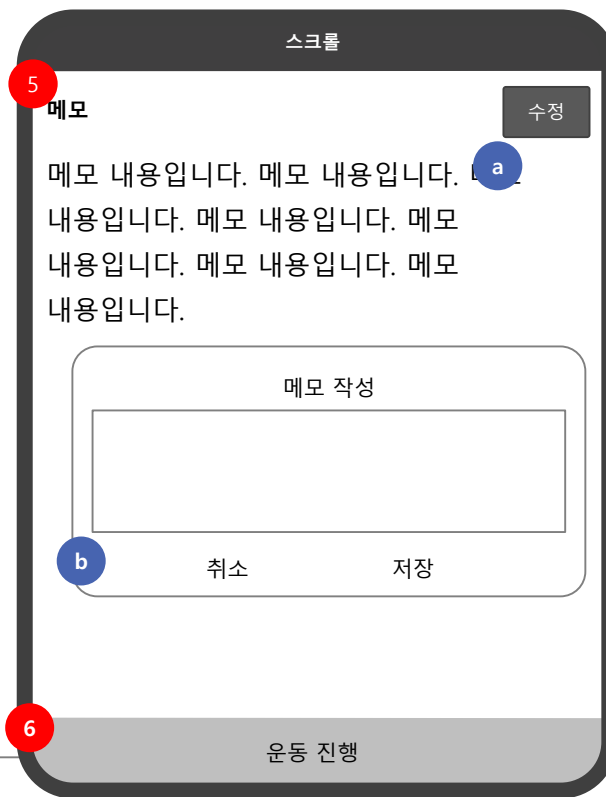 스크롤
5
메모
수정
a
메모 내용입니다. 메모 내용입니다.
내용입니다. 메모 내용입니다. 메모
내용입니다. 메모 내용입니다. 메모
내용입니다.
메모 작성
b
취소
저장
6
운동 진행